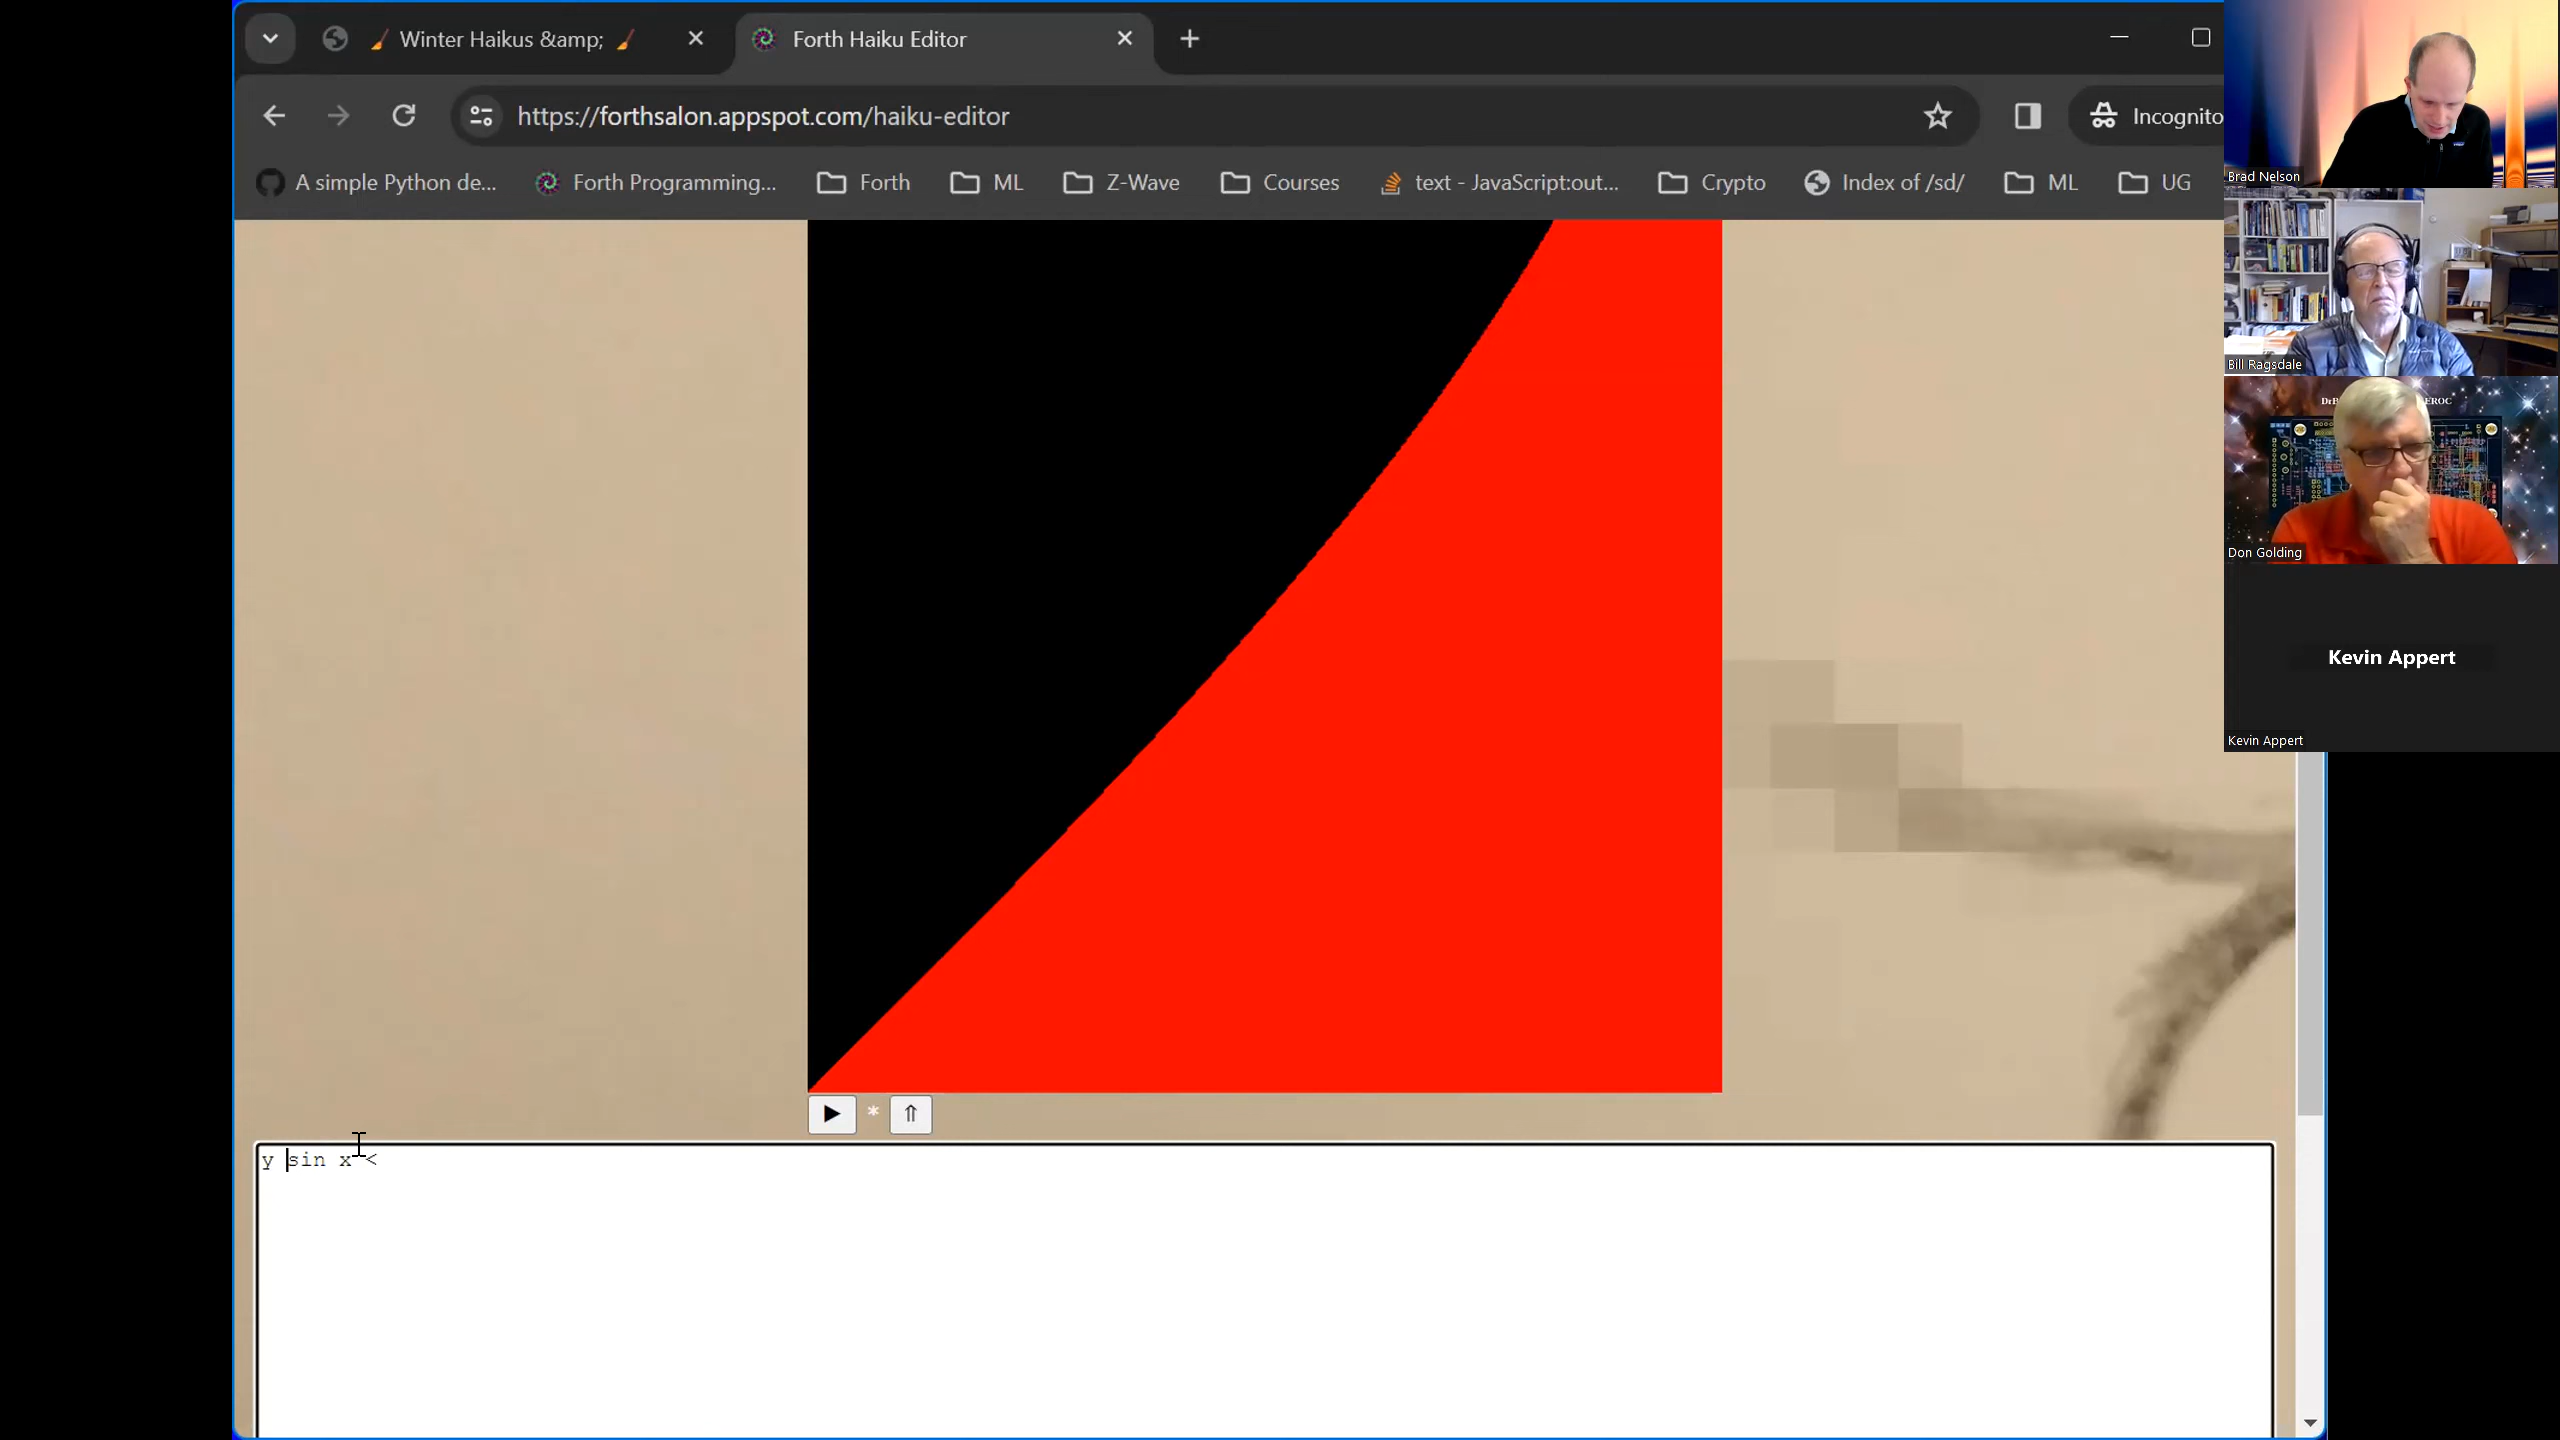 Winter Haikus &amp;
Forth Haiku Editor
https://forthsalon.appspot.com/haiku-editor
Incognito
A simple Python de...
Forth Programming...
Forth
ML
Z-Wave
Courses
text - JavaScript:out...
Crypto
Index of /sd/
ML
UG
Brad Nelson
Bill Ragsdale
EROC
Don Golding
Kevin Appert
Kevin Appert
*
y sin x <